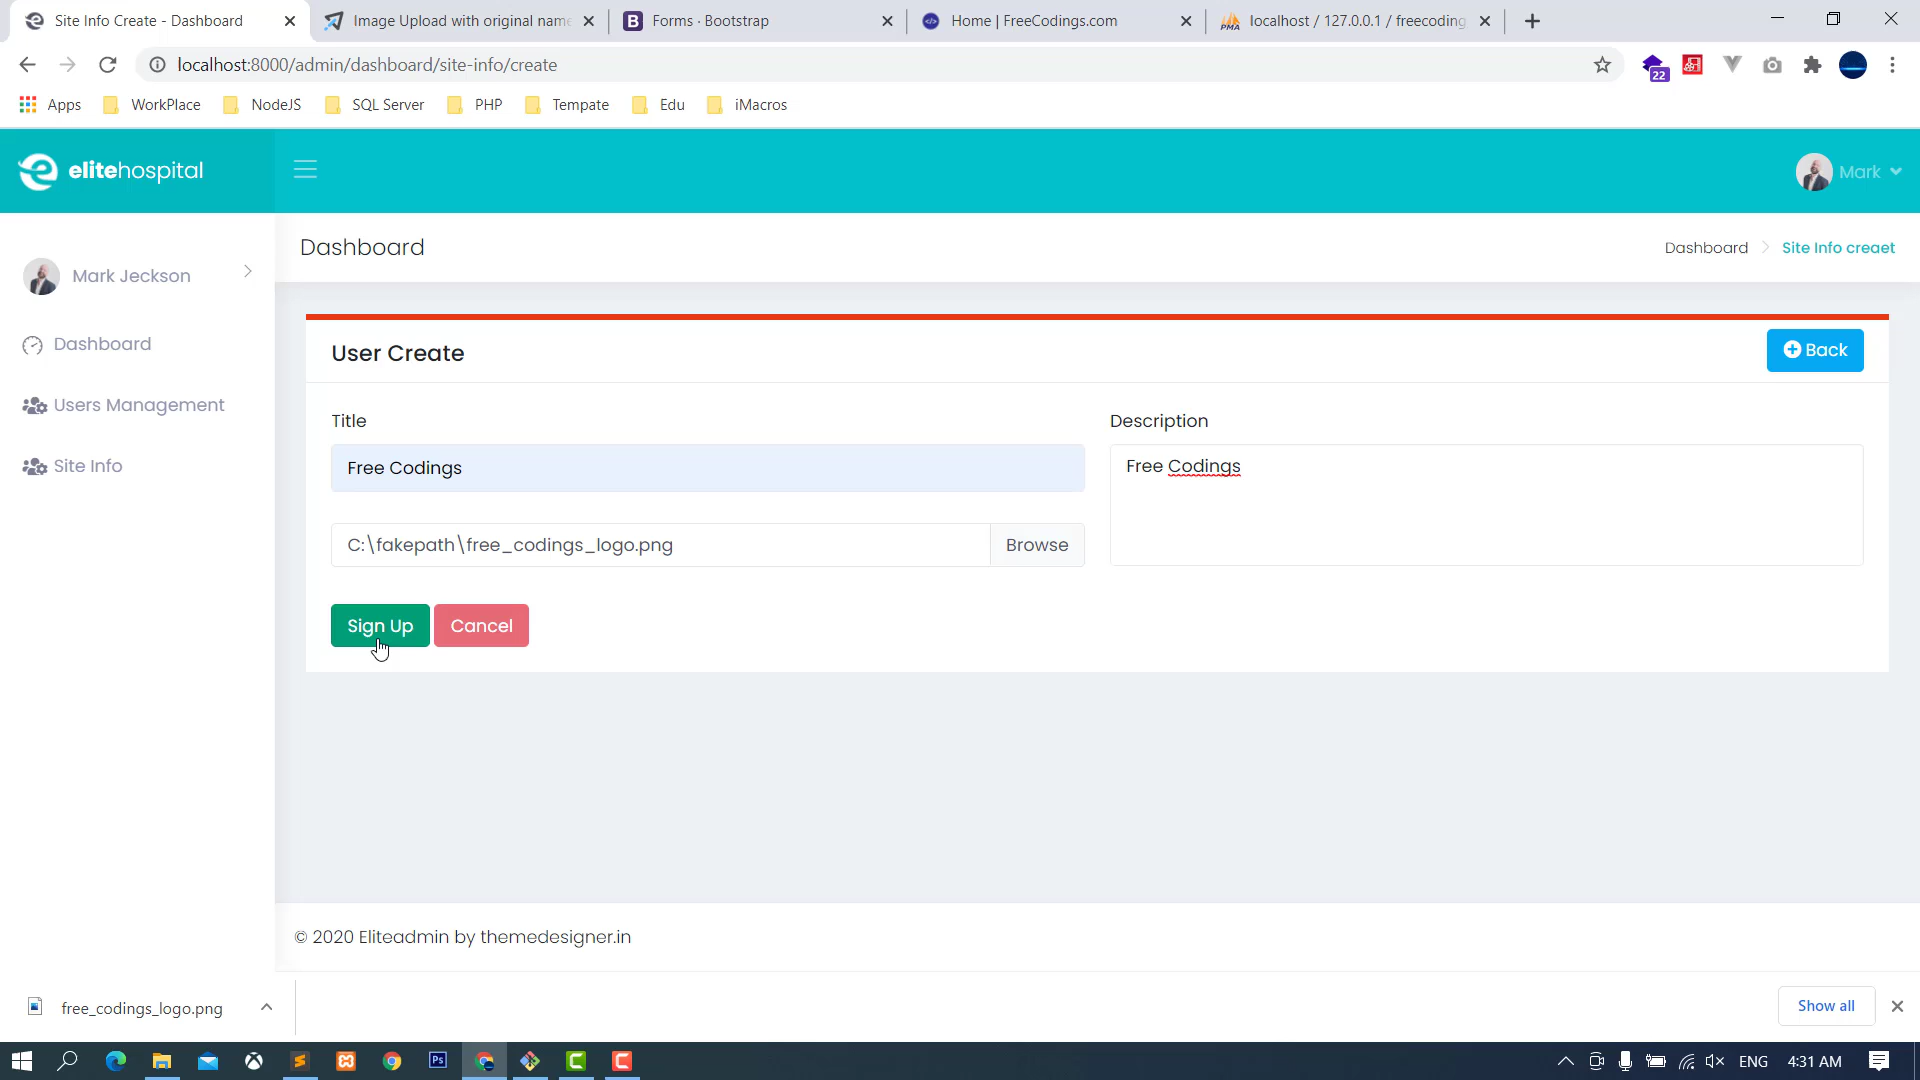 Site Info Create - Dashboard
Image Upload with original name
Forms · Bootstrap
Home | FreeCodings.com
localhost / 127.0.0.1 / freecoding
localhost:8000/admin/dashboard/site-info/create
22
Apps
WorkPlace
NodeJS
SQL Server
PHP
Tempate
Edu
iMacros
elitehospital
Mark
Mark Jeckson
Dashboard
Users Management
Site Info
Dashboard
Dashboard
Site Info creaet
User Create
Back
Title
Free Codings
Description
Free Codings
C:\fakepath\free_codings_logo.png
Browse
Sign Up
Cancel
© 2020 Eliteadmin by themedesigner.in
free_codings_logo.png
Show all
Ps
ENG
4:31 AM